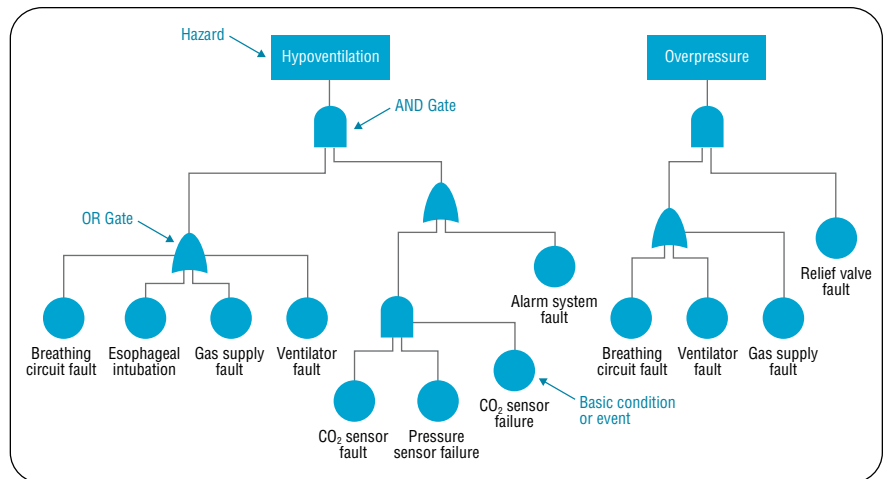 Hazard
Hypoventilation
Overpressure
AND Gate
OR Gate
Breathing
circuit fault
Esophageal
intubation
Gas supply
fault
Ventilator
fault
Alarm system
fault
CO₂ sensor
fault
Pressure
sensor failure
CO₂ sensor
failure
Basic condition
or event
Breathing
circuit fault
Ventilator
fault
Gas supply
fault
Relief valve
fault